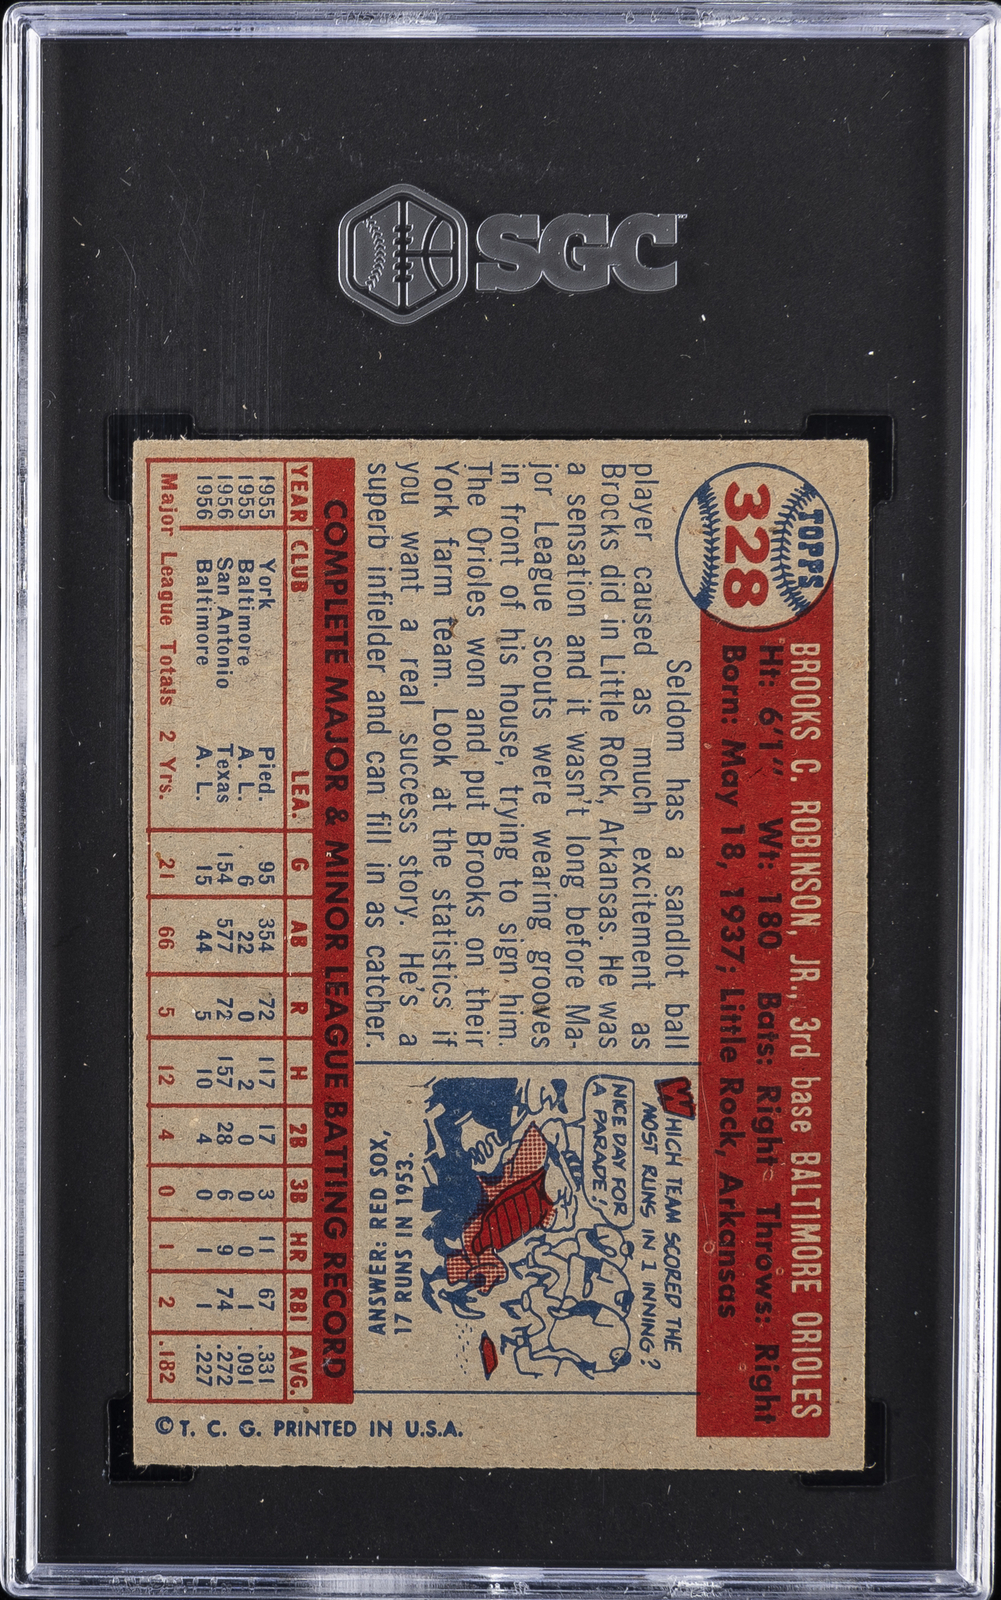 SGC
TOPPS
328
BROOKS C. ROBINSON, JR., 3rd base BALTIMORE ORIOLES
Ht: 6'1" Wt: 180 Bats: Right Throws: Right
Born: May 18, 1937; Little Rock, Arkansas
Seldom has a sandlot ball
player caused as much excitement as
Brooks did in Little Rock, Arkansas. He was
a sensation and it wasn't long before Ma-
jor League scouts were wearing grooves
in front of his house, trying to sign him.
The Orioles won and put Brooks on their
York farm team. Look at the statistics if
you want a real success story. He's a
superb infielder and can fill in as catcher.
WHICH TEAM SCORED THE
MOST RUNS IN 1 INNING?
NICE DAY FOR
A PARADE!
ANSWER: RED SOX,
17 RUNS IN 1953.
COMPLETE MAJOR & MINOR LEAGUE BATTING RECORD
YEAR CLUB LEA. G AB R H 2B 3B HR RBI AVG.
1955 York Pied. 95 354 72 117 17 3 11 67 .331
1955 Baltimore A. L. 6 22 0 2 0 0 0 1 .091
1956 San Antonio Texas 154 577 72 157 28 6 9 74 .272
1956 Baltimore A. L. 15 44 5 10 4 0 1 1 .227
Major League Totals 2 Yrs. 21 66 5 12 4 0 1 2 .182
© T. C. G. PRINTED IN U.S.A.